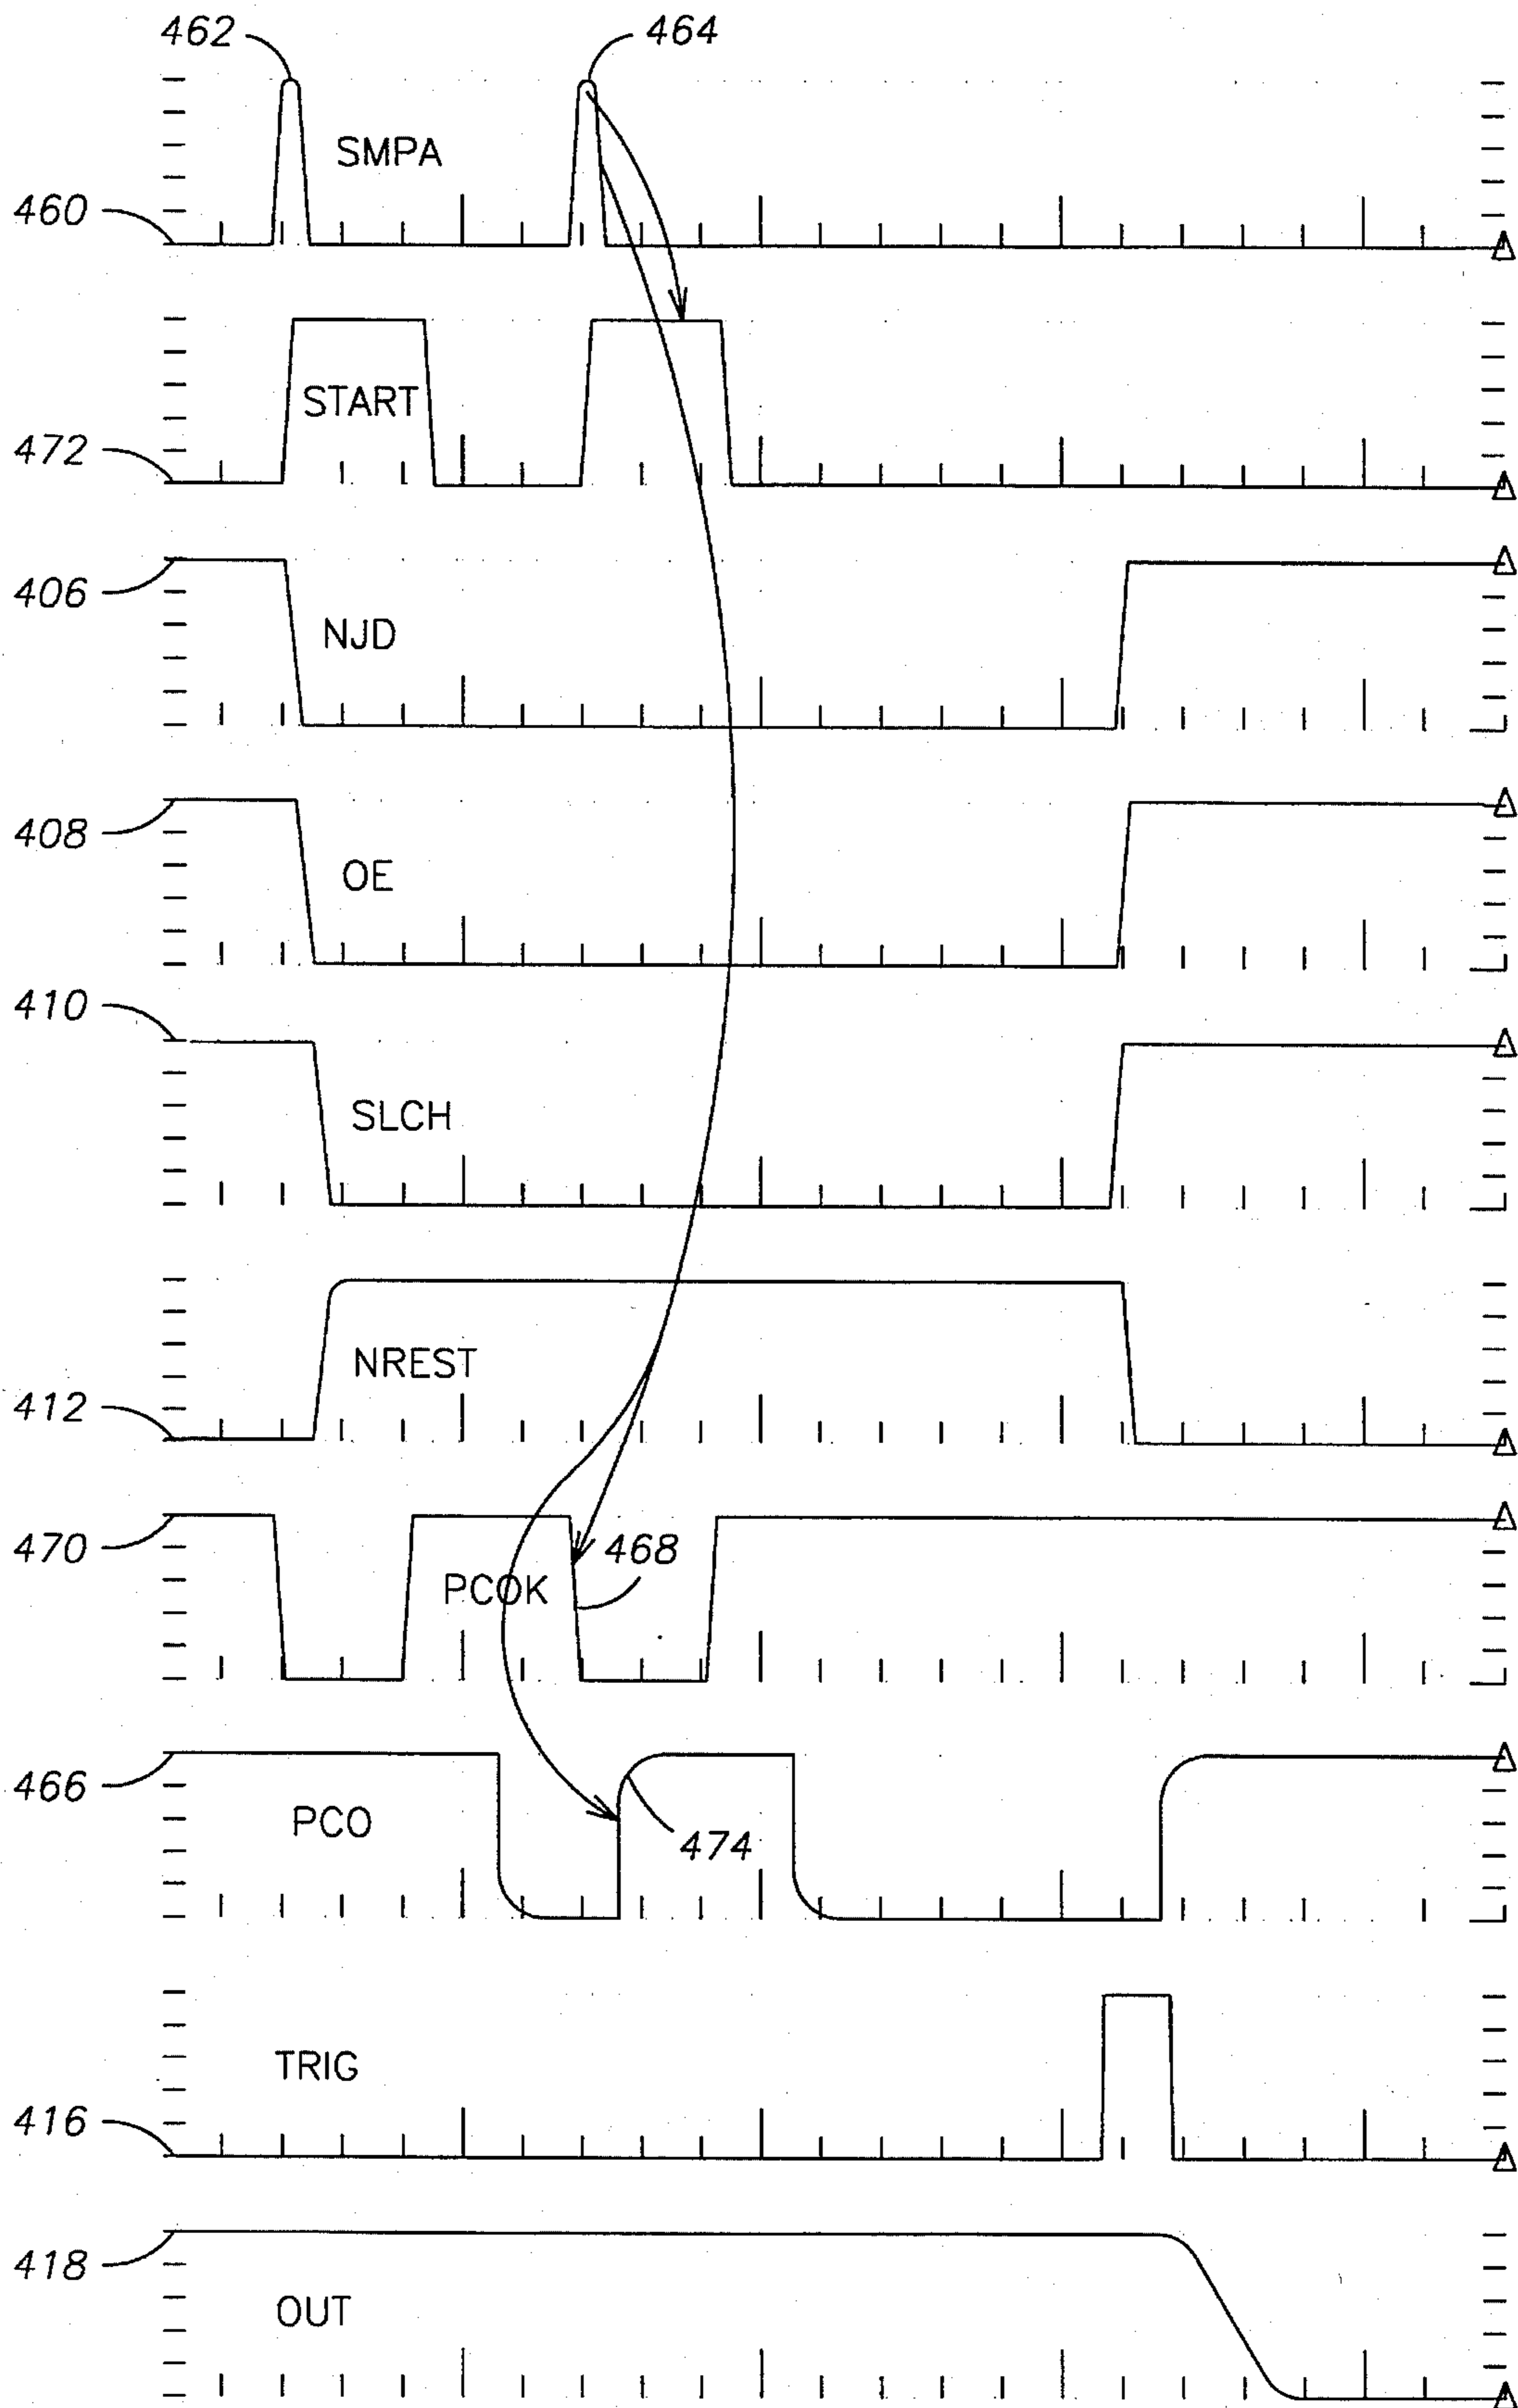 462
464
SMPA
460
START
472
406
NJD
408
OE
410
SLCH
NREST
412
470
468
PCOK
466
PCO
474
TRIG
416
418
OUT